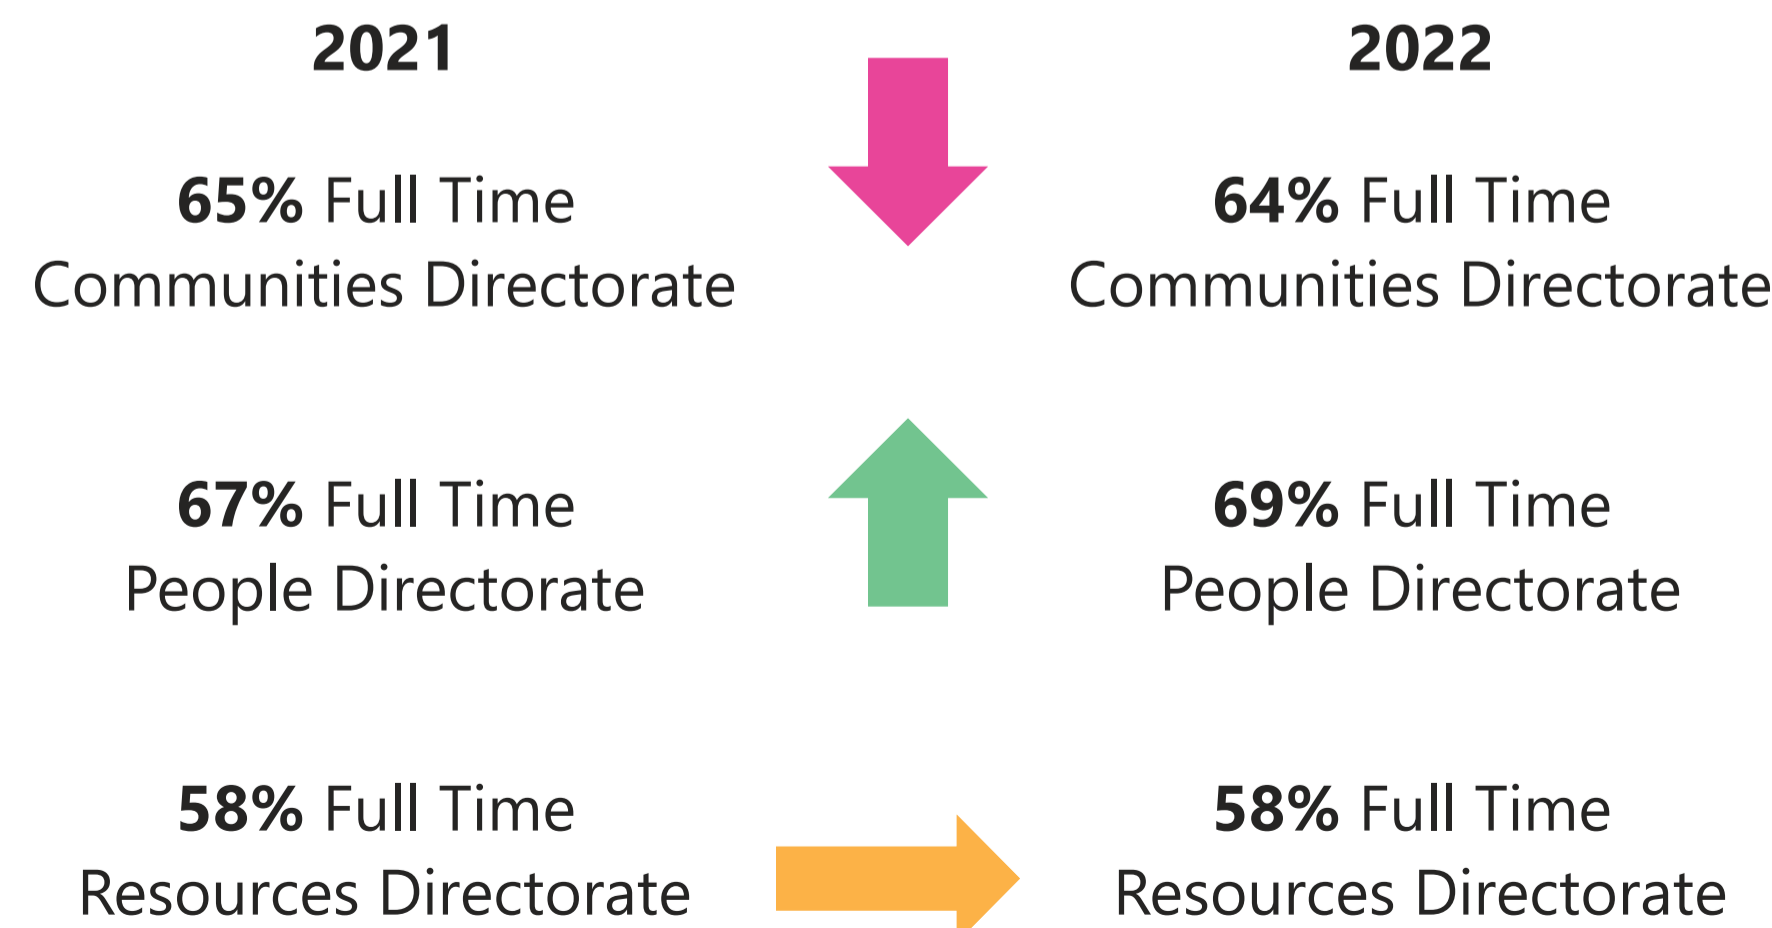 2021
2022
65% Full Time
Communities Directorate
64% Full Time
Communities Directorate
67% Full Time
People Directorate
69% Full Time
People Directorate
58% Full Time
Resources Directorate
58% Full Time
Resources Directorate